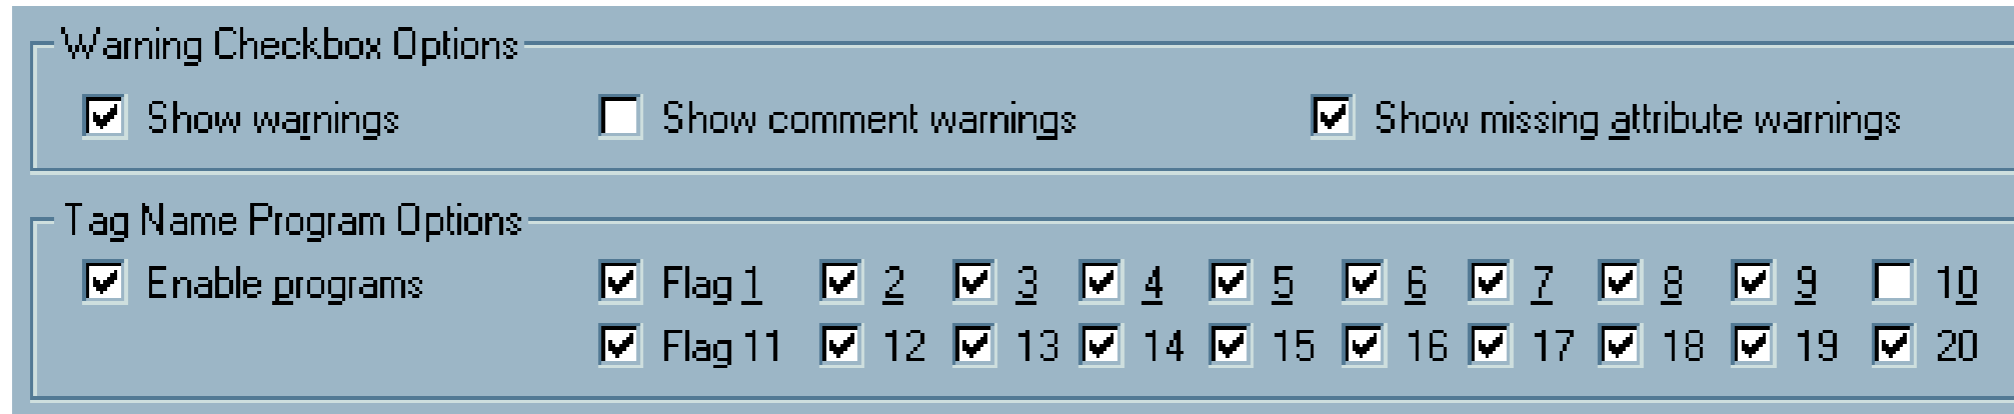 Warning Checkbox Options
Show warnings Show comment warnings Show missing attribute warnings
Tag Name Program Options
Enable programs Flag 1 2 3 4 5 6 7 8 9 10
Flag 11 12 13 14 15 16 17 18 19 20